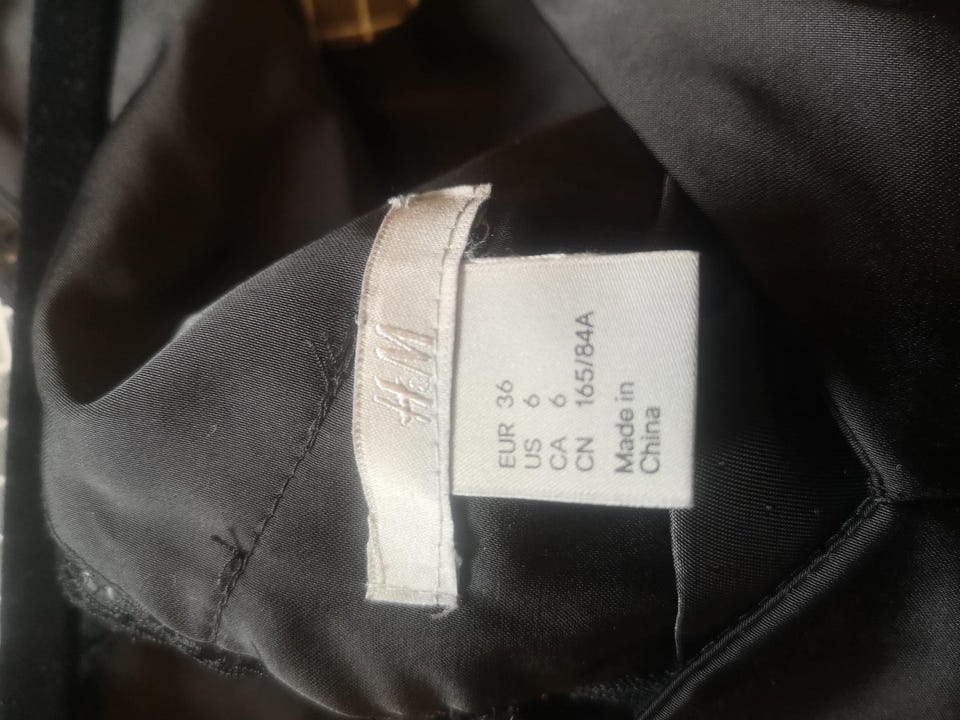 H&M
EUR 36
US 6
CA 6
CN 165/84A
Made in
China